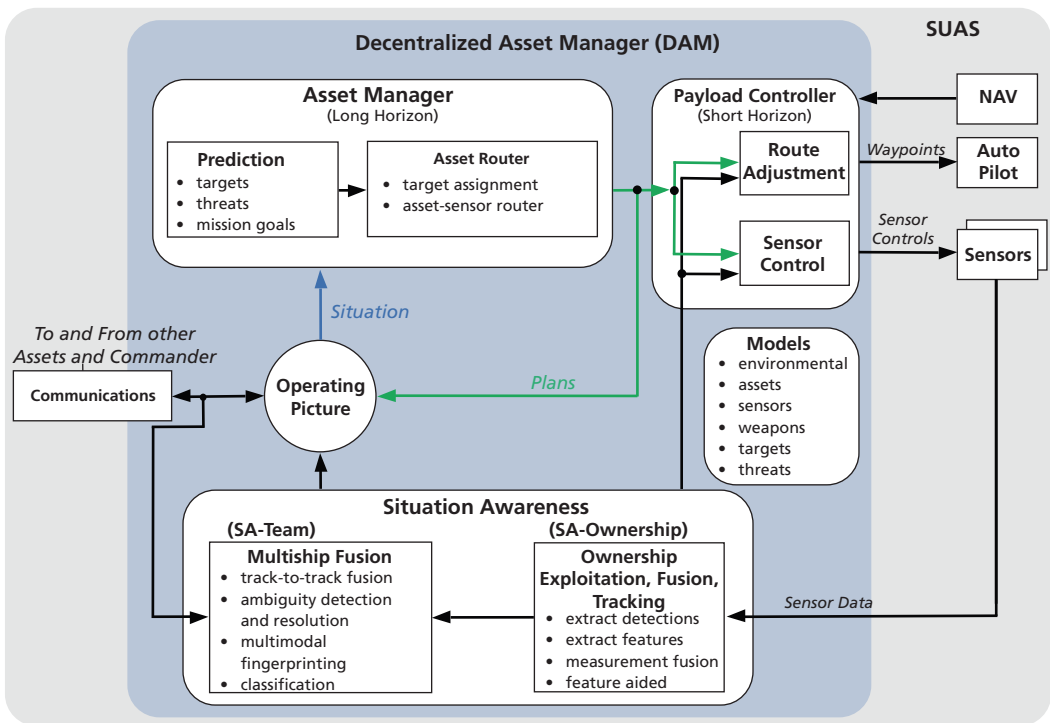 SUAS
Decentralized Asset Manager (DAM)
Asset Manager
(Long Horizon)
Prediction
• targets
• threats
• mission goals
Asset Router
• target assignment
• asset-sensor router
Payload Controller
(Short Horizon)
Route
Adjustment
Sensor
Control
NAV
Waypoints
Auto
Pilot
Sensor
Controls
Sensors
Situation
To and From other
Assets and Commander
Communications
Operating
Picture
Plans
Models
• environmental
• assets
• sensors
• weapons
• targets
• threats
Situation Awareness
(SA-Team)
Multiship Fusion
• track-to-track fusion
• ambiguity detection
and resolution
• multimodal
fingerprinting
• classification
(SA-Ownership)
Ownership
Exploitation, Fusion,
Tracking
• extract detections
• extract features
• measurement fusion
• feature aided
Sensor Data